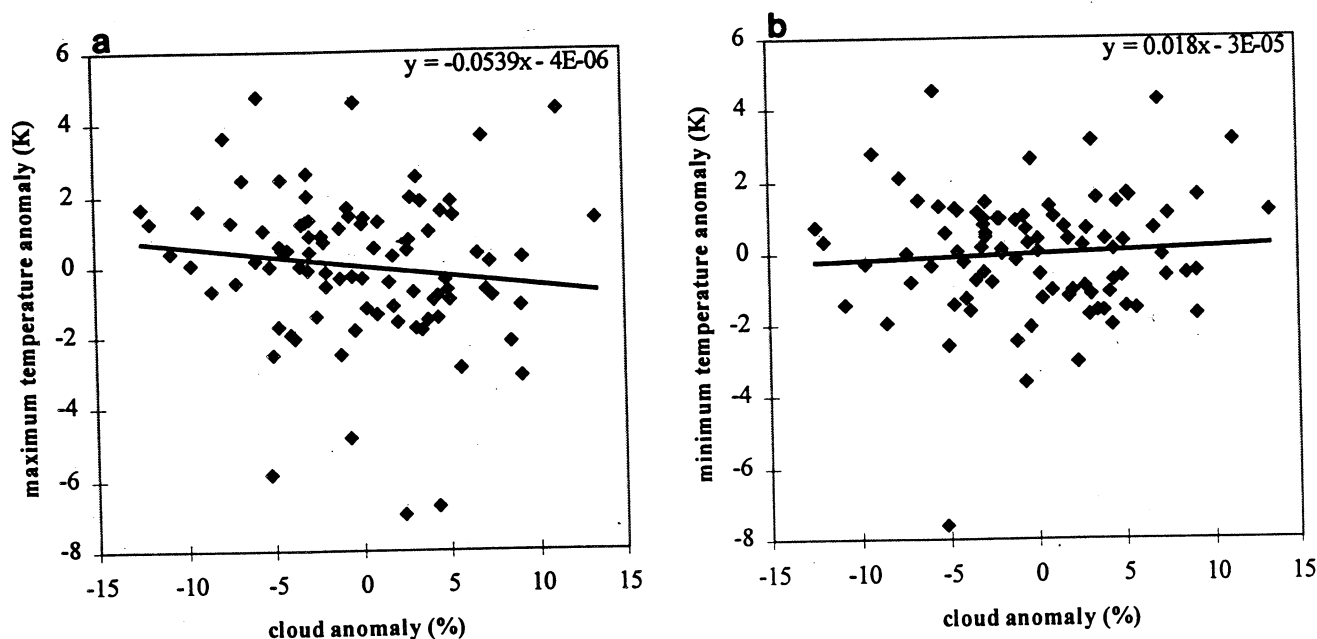 a
y = -0.0539x - 4E-06
6
4
2
0
-2
-4
-6
-8
-15 -10 -5 0 5 10 15
maximum temperature anomaly (K)
cloud anomaly (%)
b
y = 0.018x - 3E-05
6
4
2
0
-2
-4
-6
-8
-15 -10 -5 0 5 10 15
minimum temperature anomaly (K)
cloud anomaly (%)